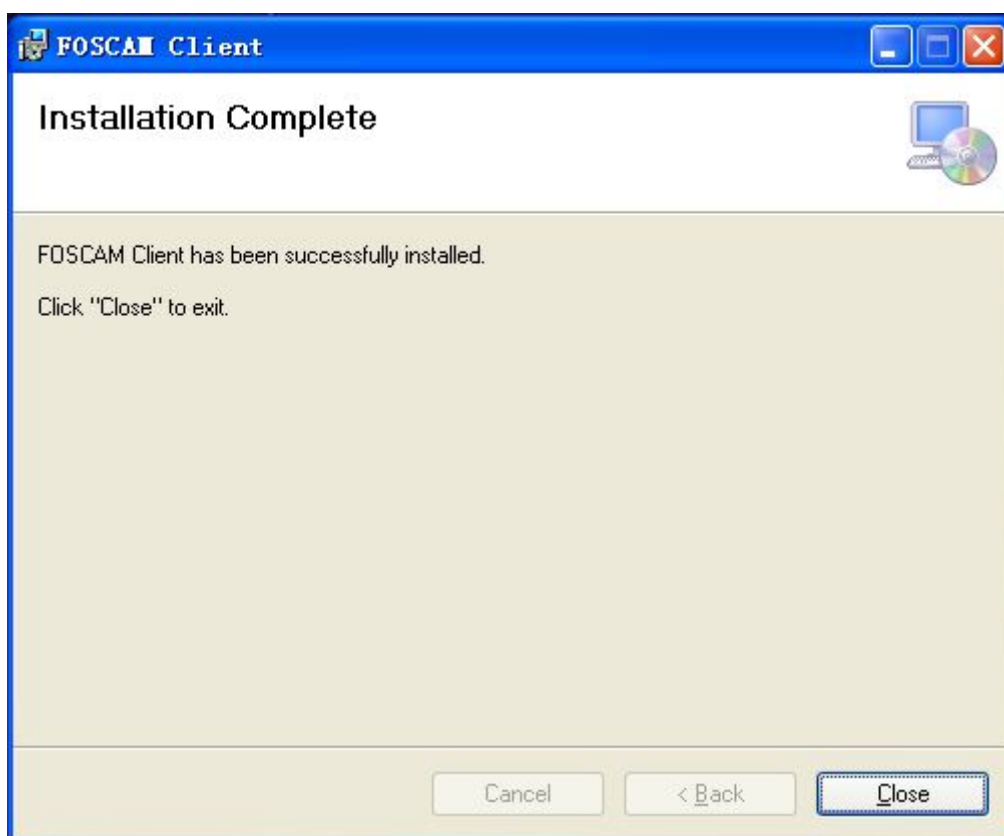 FOSCAM Client
Installation Complete
FOSCAM Client has been successfully installed.
Click "Close" to exit.
Cancel
< Back
Close